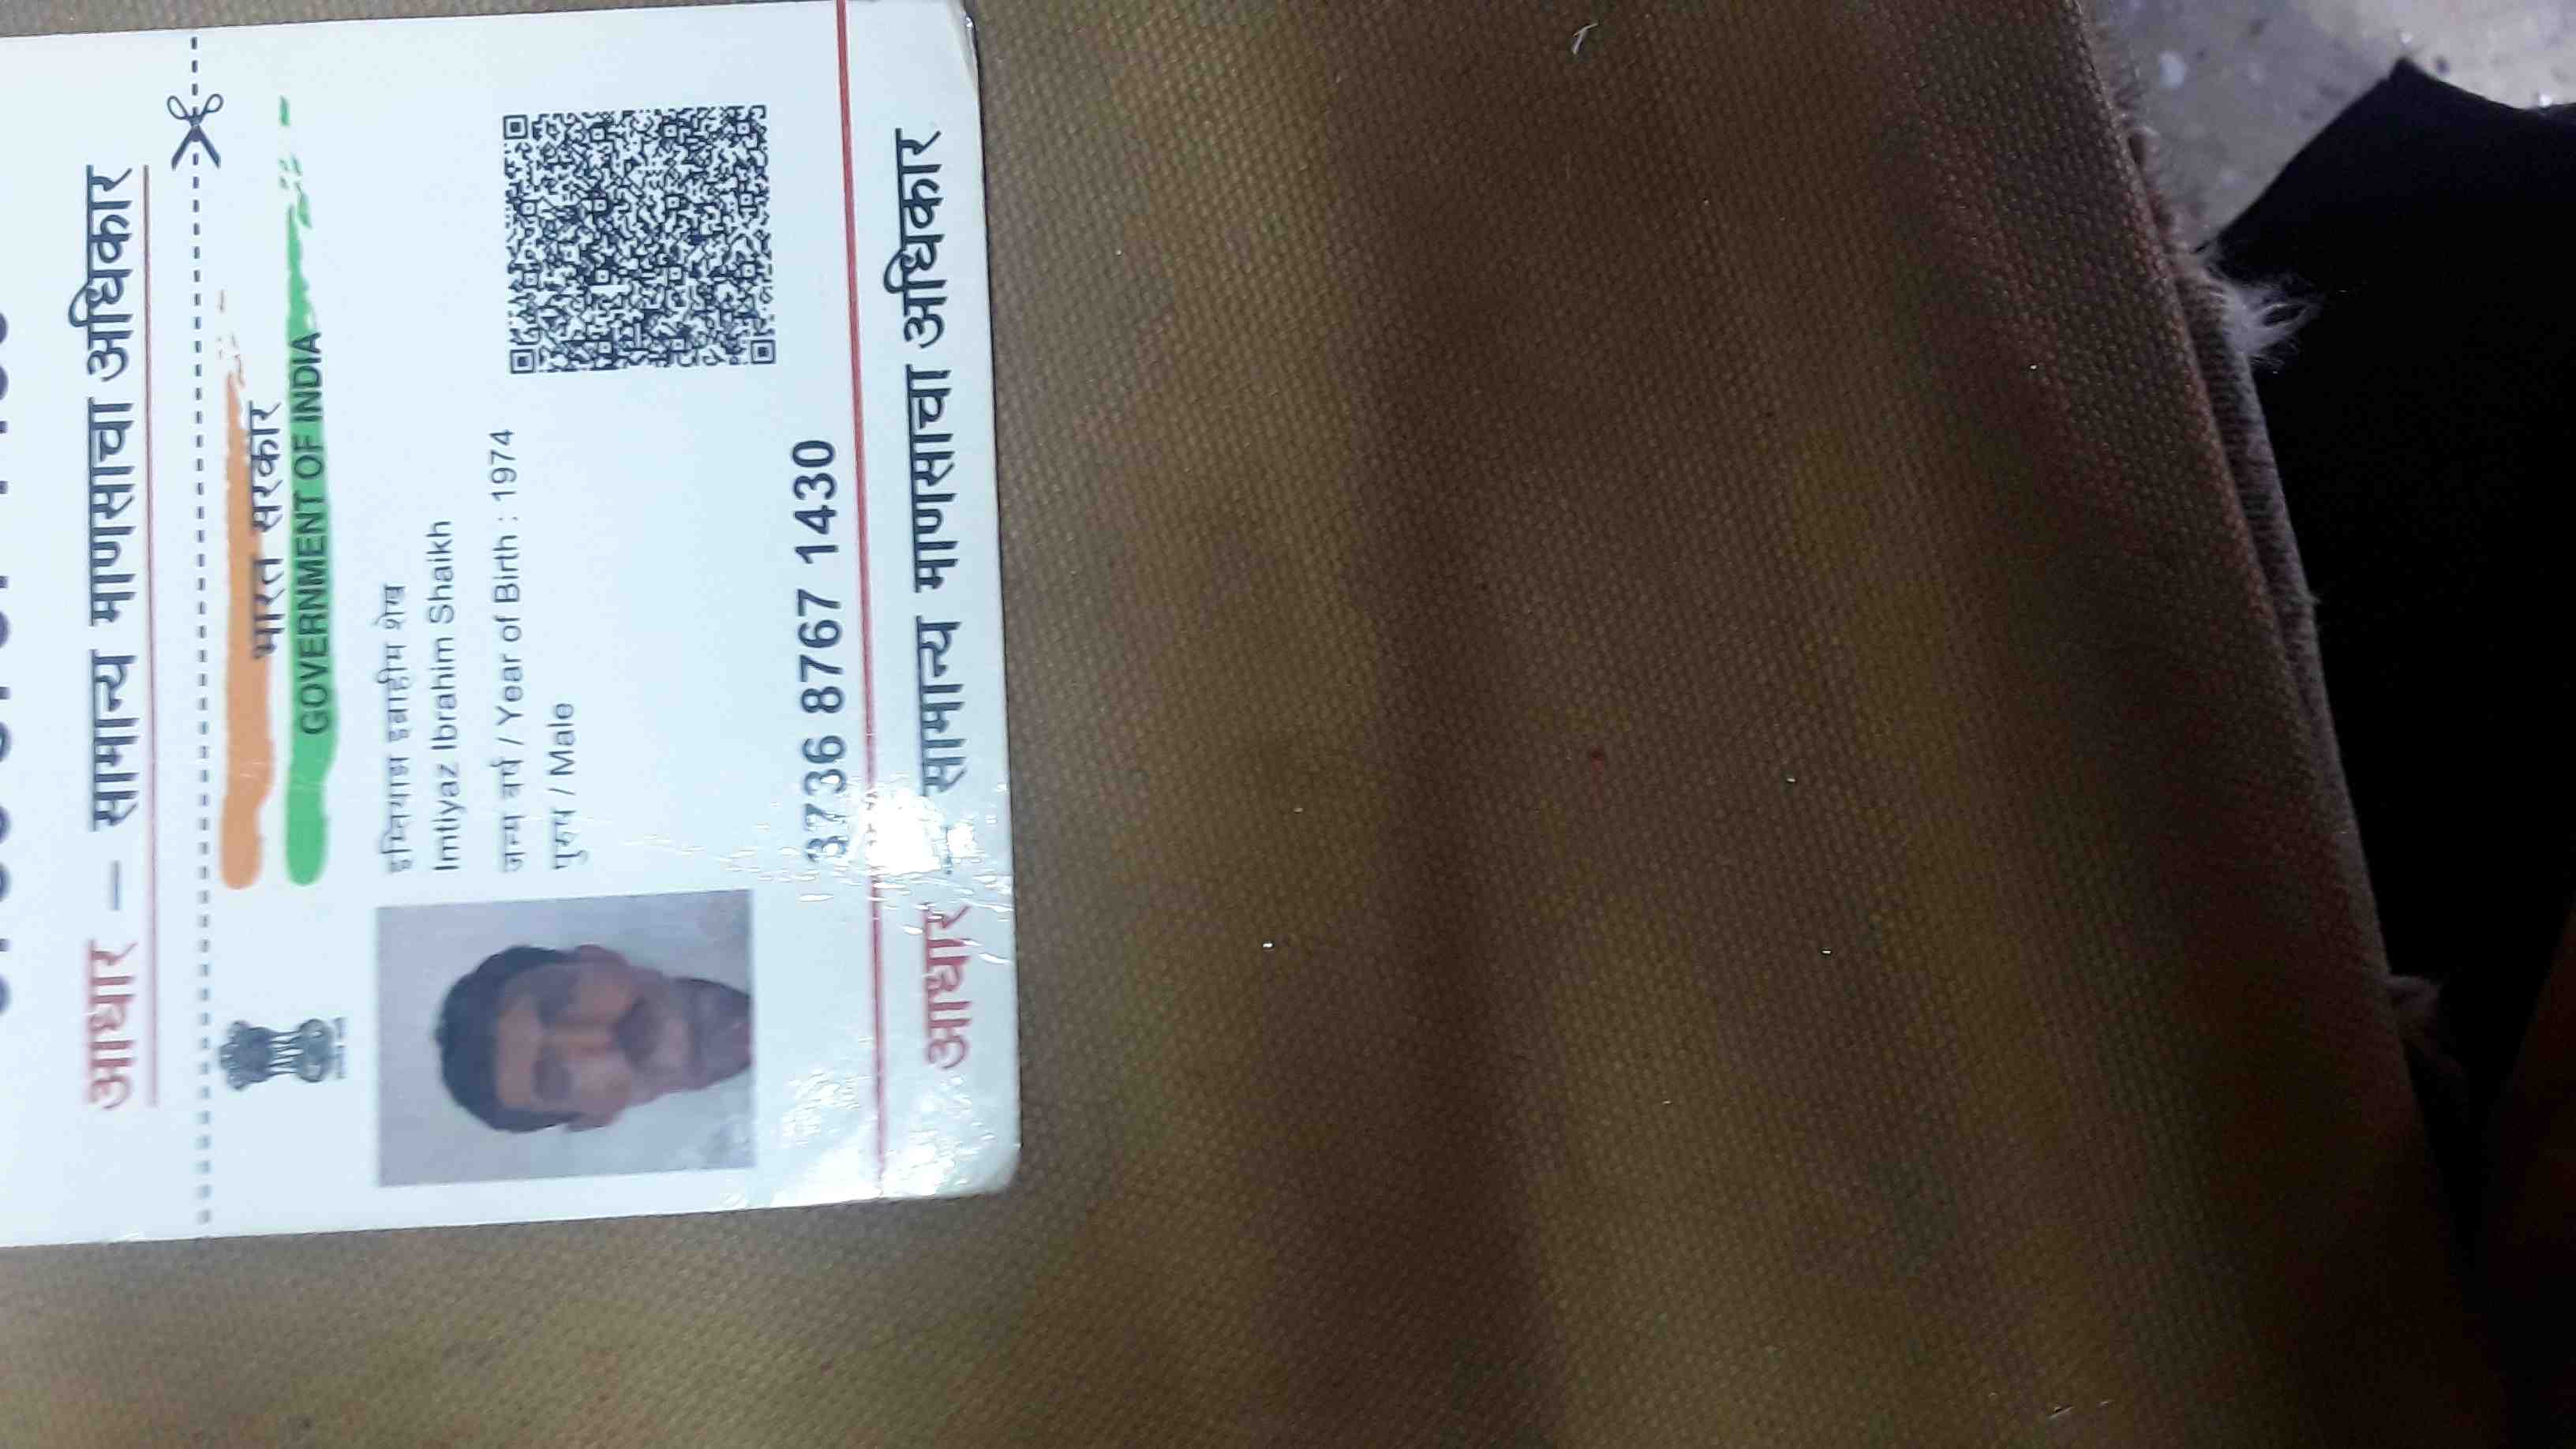 आधार – सामान्य माणसाचा अधिकार
भारत सरकार
GOVERNMENT OF INDIA
इम्तियाझ इब्राहीम शेख
Imtiyaz Ibrahim Shaikh
जन्म वर्ष / Year of Birth : 1974
पुरुष / Male
3736 8767 1430
आधार – सामान्य माणसाचा अधिकार